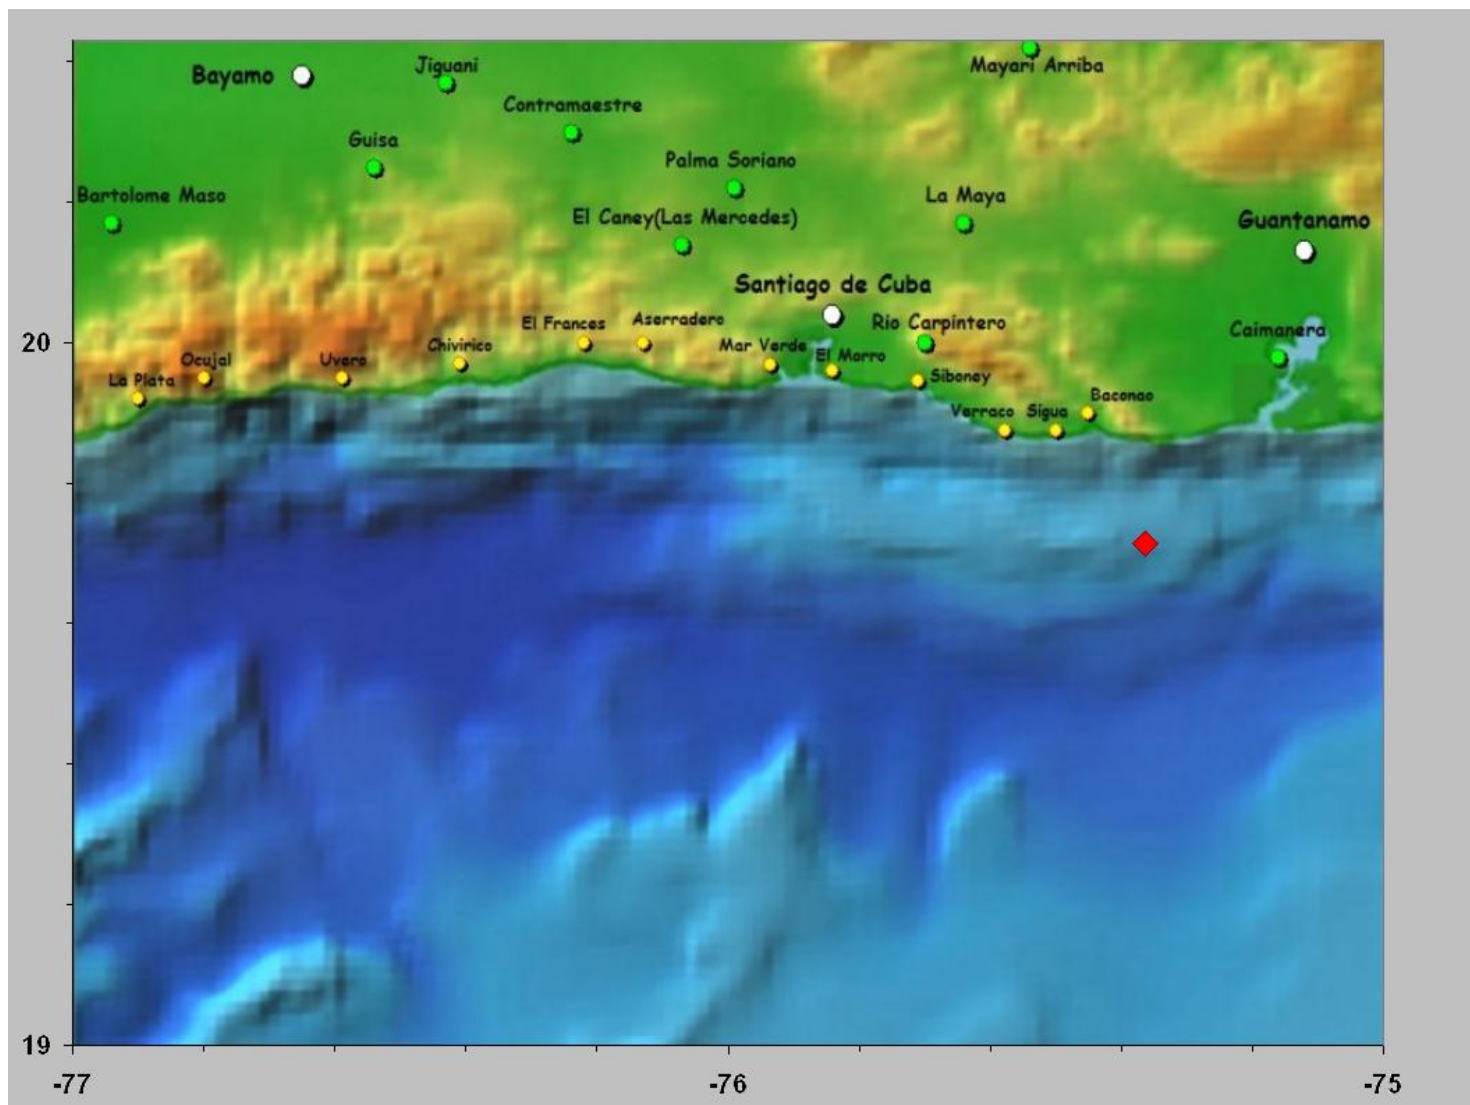 Jiguani
Mayari Arriba
Bayamo
Contramaestre
Guisa
Palma Soriano
Bartolome Maso
La Maya
El Caney(Las Mercedes)
Guantanamo
Santiago de Cuba
El Frances
Aserradero
Rio Carpintero
Caimanera
20
Chivirico
Mar Verde
El Morro
Ocujal
Uvero
La Plata
Siboney
Baconao
Verraco
Sigua
19
-77
-76
-75